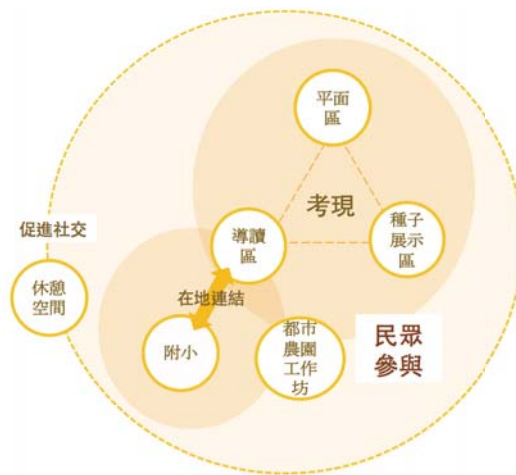 平面
區
考現
種子
展示
區
導讀
區
促進社交
休憩
空間
在地連結
附小
都市
農園
工作
坊
民眾
參與